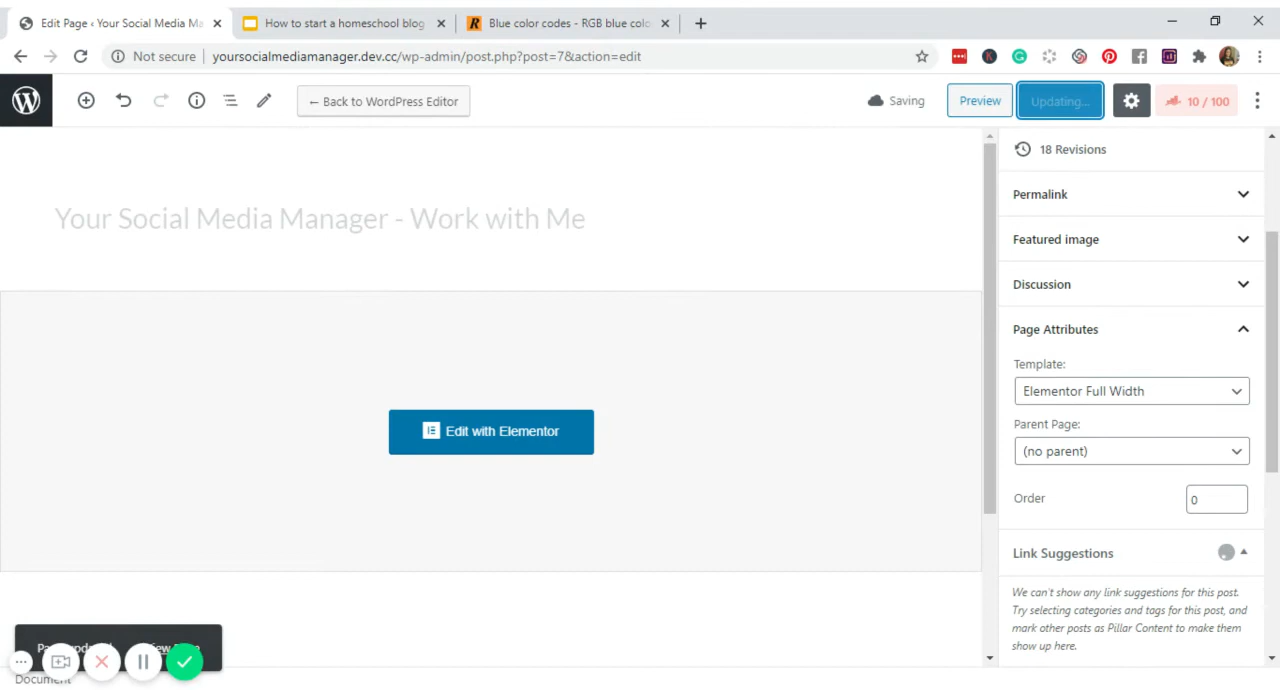 Edit Page ‹ Your Social Media Ma
How to start a homeschool blog
Blue color codes - RGB blue colo
Not secure
yoursocialmediamanager.dev.cc/wp-admin/post.php?post=7&action=edit
← Back to WordPress Editor
Saving
Preview
Updating...
10 / 100
18 Revisions
Permalink
Your Social Media Manager - Work with Me
Featured image
Discussion
Page Attributes
Template:
Elementor Full Width
Parent Page:
(no parent)
Edit with Elementor
Order
0
Link Suggestions
We can't show any link suggestions for this post.
Try selecting categories and tags for this post, and
mark other posts as Pillar Content to make them
show up here.
Document